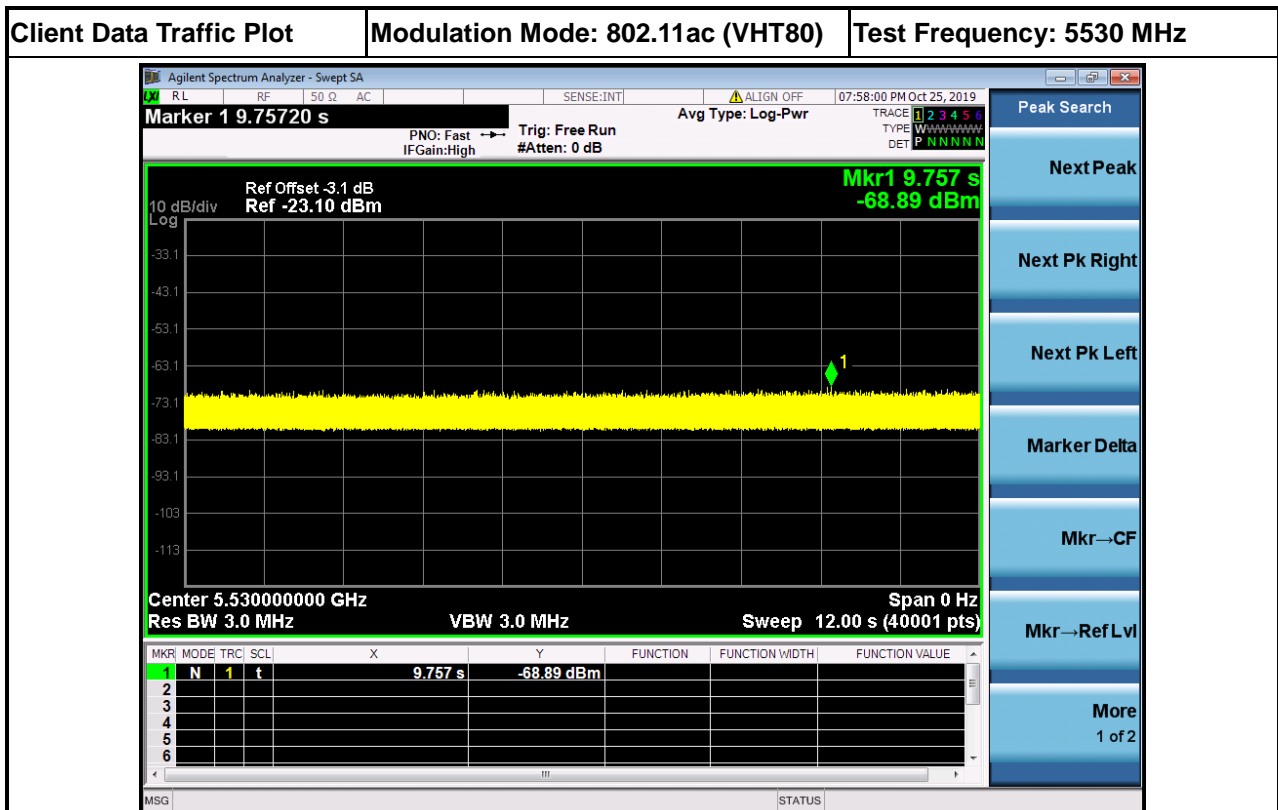 Client Data Traffic Plot Modulation Mode: 802.11ac (VHT80) Test Frequency: 5530 MHz
Agilent Spectrum Analyzer - Swept SA
LXI RL RF 50 Ω AC SENSE:INT ALIGN OFF 07:58:00 PM Oct 25, 2019
Marker 1 9.75720 s
PNO: Fast
IFGain:High
Trig: Free Run
#Atten: 0 dB
Avg Type: Log-Pwr
TRACE 1 2 3 4 5 6
TYPE WWWWWW
DET P N N N N N
Peak Search
Ref Offset -3.1 dB
10 dB/div Ref -23.10 dBm
Log
Mkr1 9.757 s
-68.89 dBm
-33.1
-43.1
-53.1
-63.1
-73.1
-83.1
-93.1
-103
-113
1
Center 5.530000000 GHz Span 0 Hz
Res BW 3.0 MHz VBW 3.0 MHz Sweep 12.00 s (40001 pts)
MKR MODE TRC SCL X Y FUNCTION FUNCTION WIDTH FUNCTION VALUE
1 N 1 t 9.757 s -68.89 dBm
2
3
4
5
6
Next Peak
Next Pk Right
Next Pk Left
Marker Delta
Mkr→CF
Mkr→Ref Lvl
More
1 of 2
MSG STATUS